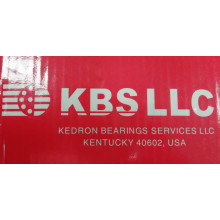 KBS LLC
KEDRON BEARINGS SERVICES LLC
KENTUCKY 40602, USA